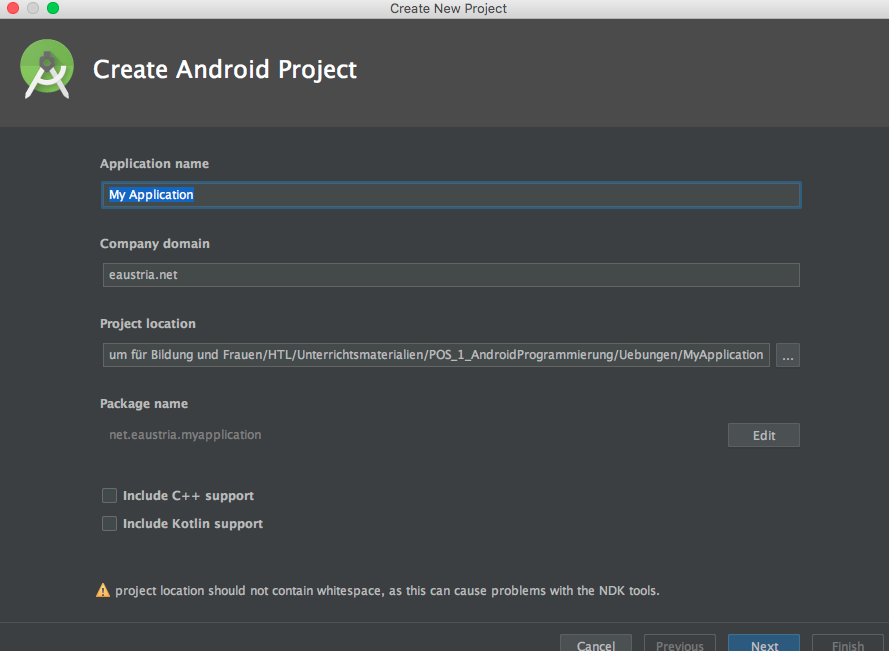 Create New Project
Create Android Project
Application name
My Application
Company domain
eaustria.net
Project location
um für Bildung und Frauen/HTL/Unterrichtsmaterialien/POS_1_AndroidProgrammierung/Uebungen/MyApplication
...
Package name
net.eaustria.myapplication
Edit
Include C++ support
Include Kotlin support
project location should not contain whitespace, as this can cause problems with the NDK tools.
Cancel Previous Next Finish